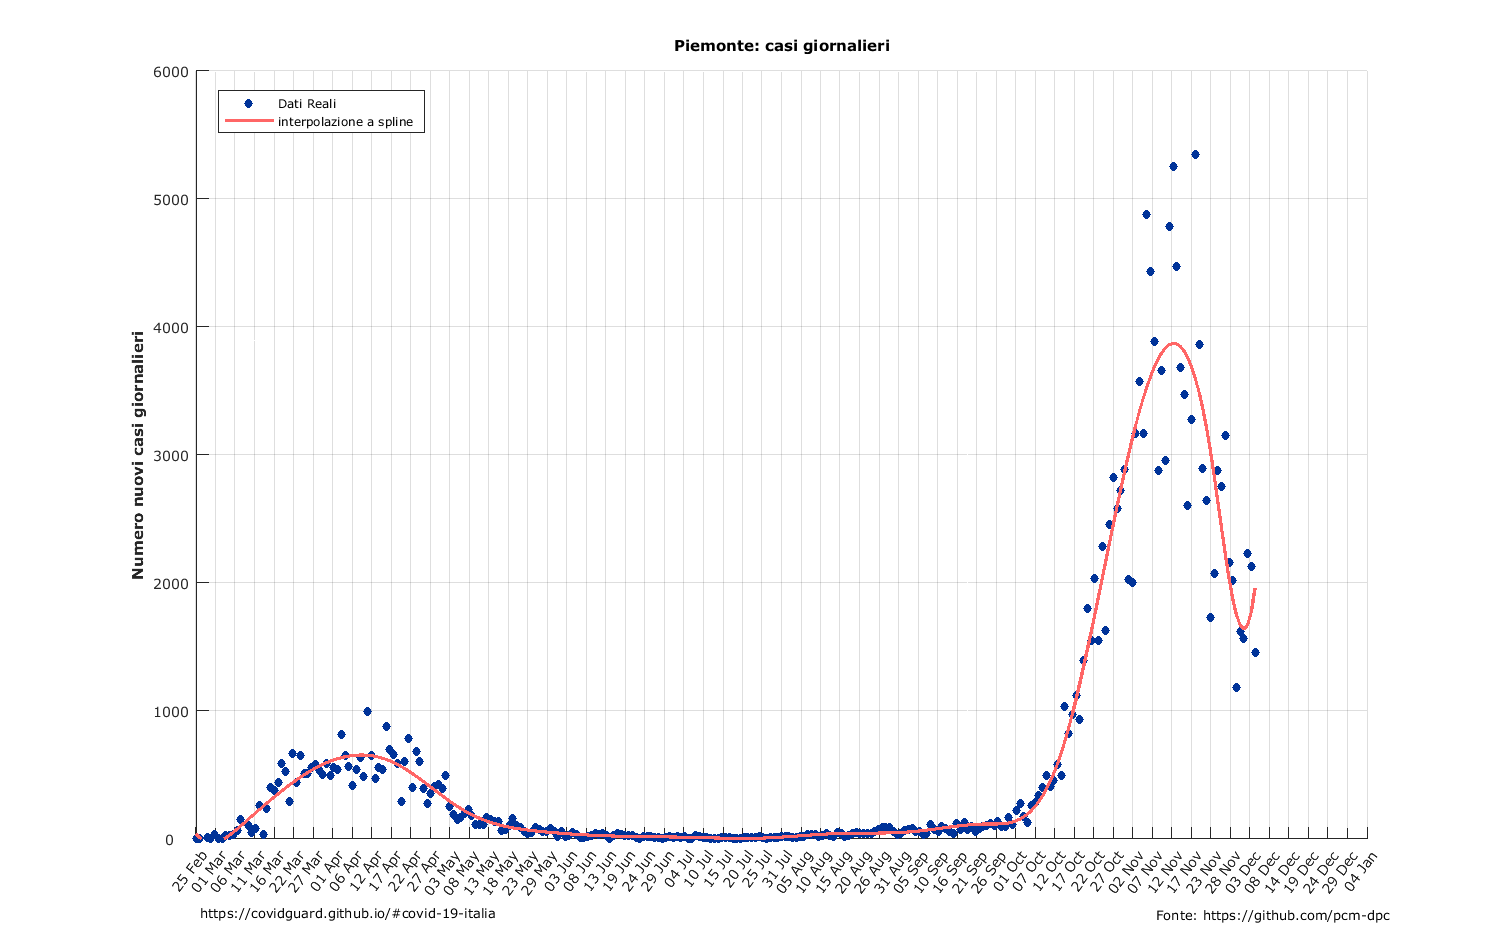 Piemonte: casi giornalieri
Dati Reali
interpolazione a spline
Numero nuovi casi giornalieri
6000
5000
4000
3000
2000
1000
0
25 Feb
01 Mar
06 Mar
11 Mar
16 Mar
22 Mar
27 Mar
01 Apr
06 Apr
12 Apr
17 Apr
22 Apr
27 Apr
03 May
08 May
13 May
18 May
23 May
29 May
03 Jun
08 Jun
13 Jun
19 Jun
24 Jun
29 Jun
04 Jul
10 Jul
15 Jul
20 Jul
25 Jul
31 Jul
05 Aug
10 Aug
15 Aug
20 Aug
26 Aug
31 Aug
05 Sep
10 Sep
16 Sep
21 Sep
26 Sep
01 Oct
07 Oct
12 Oct
17 Oct
22 Oct
27 Oct
02 Nov
07 Nov
12 Nov
17 Nov
23 Nov
28 Nov
03 Dec
08 Dec
14 Dec
19 Dec
24 Dec
29 Dec
04 Jan
https://covidguard.github.io/#covid-19-italia
Fonte: https://github.com/pcm-dpc